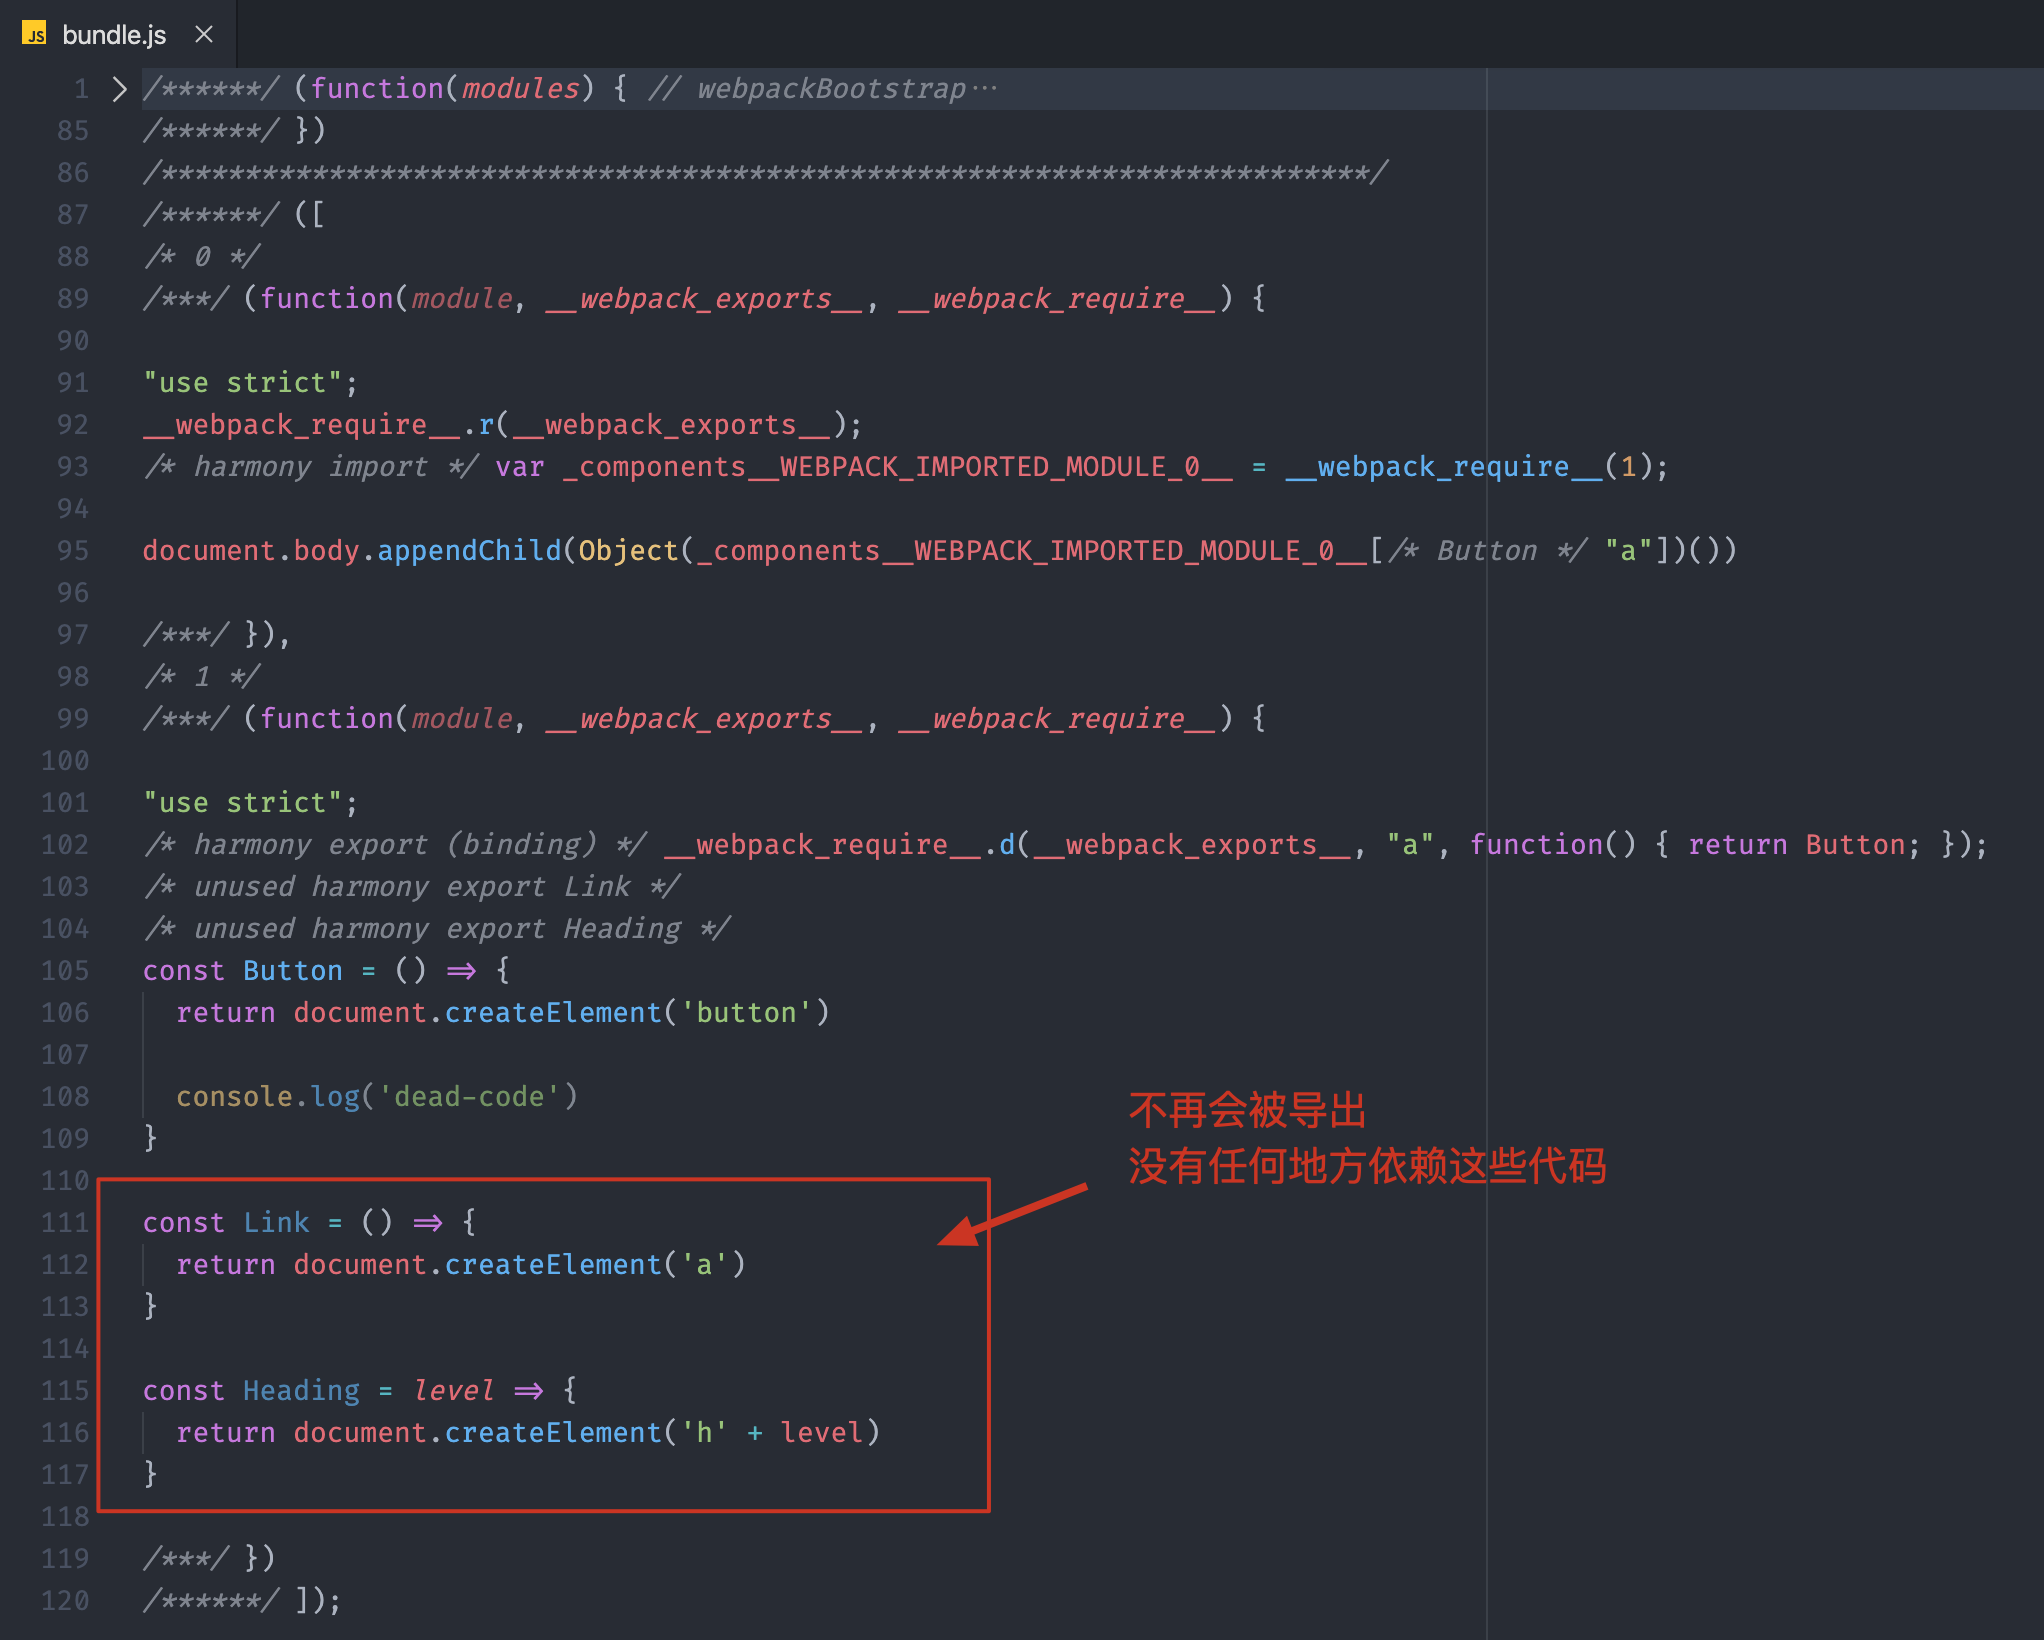 JS bundle.js
1 /******/ (function(modules) { // webpackBootstrap…
85 /******/ })
86 /************************************************************************/
87 /******/ ([
88 /* 0 */
89 /***/ (function(module, __webpack_exports__, __webpack_require__) {
90
91 "use strict";
92 __webpack_require__.r(__webpack_exports__);
93 /* harmony import */ var _components__WEBPACK_IMPORTED_MODULE_0__ = __webpack_require__(1);
94
95 document.body.appendChild(Object(_components__WEBPACK_IMPORTED_MODULE_0__[/* Button */ "a"])())
96
97 /***/ }),
98 /* 1 */
99 /***/ (function(module, __webpack_exports__, __webpack_require__) {
100
101 "use strict";
102 /* harmony export (binding) */ __webpack_require__.d(__webpack_exports__, "a", function() { return Button; });
103 /* unused harmony export Link */
104 /* unused harmony export Heading */
105 const Button = () => {
106   return document.createElement('button')
107
108   console.log('dead-code')
109 }
不再会被导出
没有任何地方依赖这些代码
110
111 const Link = () => {
112   return document.createElement('a')
113 }
114
115 const Heading = level => {
116   return document.createElement('h' + level)
117 }
118
119 /***/ })
120 /******/ ]);